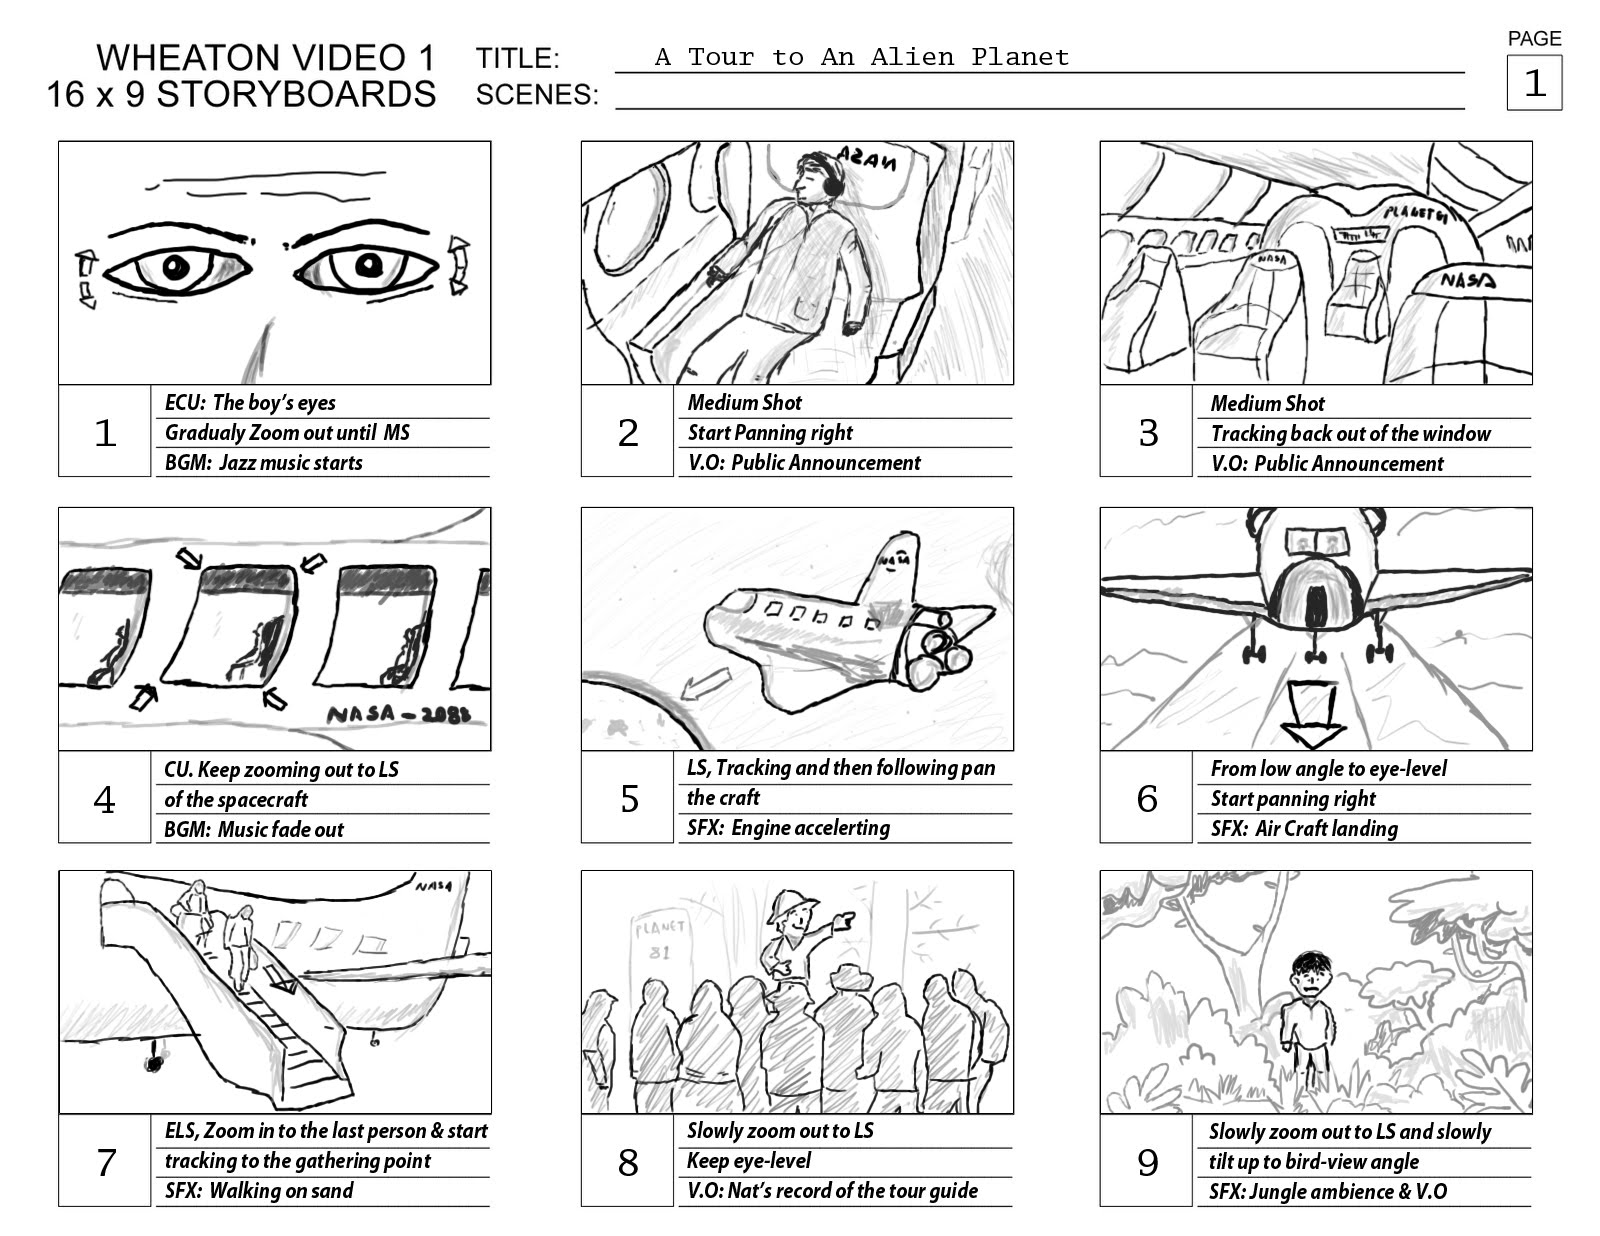 WHEATON VIDEO 1
16 x 9 STORYBOARDS
TITLE: A Tour to An Alien Planet
SCENES:
PAGE
1
NASA
PLANET 81
NASA
NASA
1
ECU: The boy's eyes
Gradualy Zoom out until MS
BGM: Jazz music starts
2
Medium Shot
Start Panning right
V.O: Public Announcement
3
Medium Shot
Tracking back out of the window
V.O: Public Announcement
NASA - 2088
NASA
4
CU. Keep zooming out to LS
of the spacecraft
BGM: Music fade out
5
LS, Tracking and then following pan
the craft
SFX: Engine accelerting
6
From low angle to eye-level
Start panning right
SFX: Air Craft landing
NASA
PLANET
81
7
ELS, Zoom in to the last person & start
tracking to the gathering point
SFX: Walking on sand
8
Slowly zoom out to LS
Keep eye-level
V.O: Nat's record of the tour guide
9
Slowly zoom out to LS and slowly
tilt up to bird-view angle
SFX: Jungle ambience & V.O